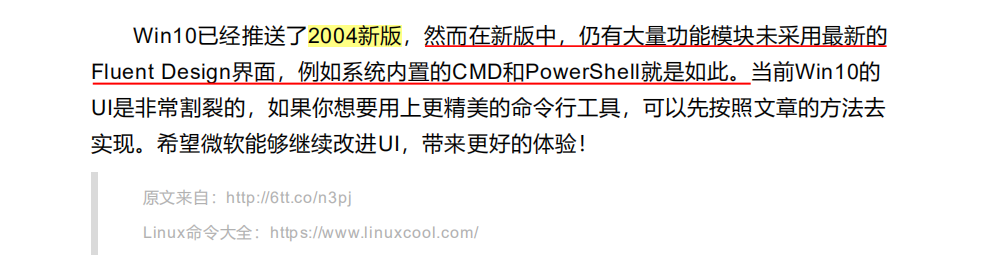 Win10已经推送了2004新版，然而在新版中，仍有大量功能模块未采用最新的
Fluent Design界面，例如系统内置的CMD和PowerShell就是如此。当前Win10的
UI是非常割裂的，如果你想要用上更精美的命令行工具，可以先按照文章的方法去
实现。希望微软能够继续改进UI，带来更好的体验！
原文来自：http://6tt.co/n3pj
Linux命令大全：https://www.linuxcool.com/